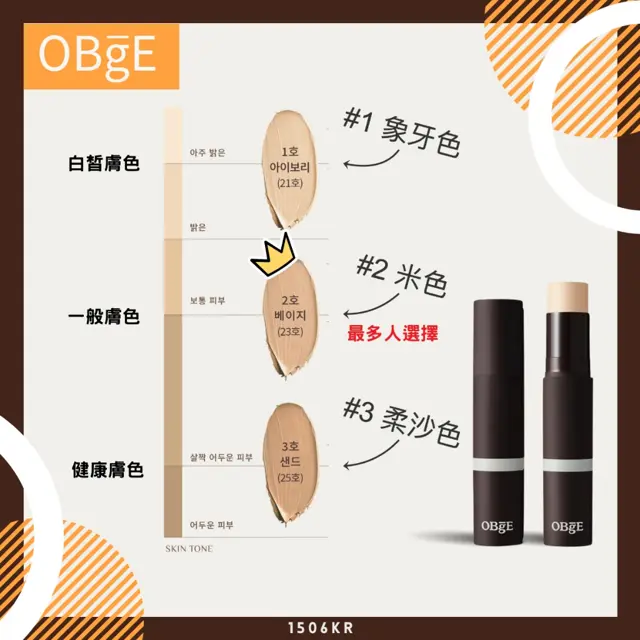 OBgE
#1 象牙色
아주 밝은
1호
아이보리
(21호)
白皙膚色
밝은
#2 米色
보통 피부
2호
베이지
(23호)
一般膚色
最多人選擇
#3 柔沙色
3호
샌드
(25호)
살짝 어두운 피부
健康膚色
어두운 피부
SKIN TONE
OBgE
OBgE
1506KR